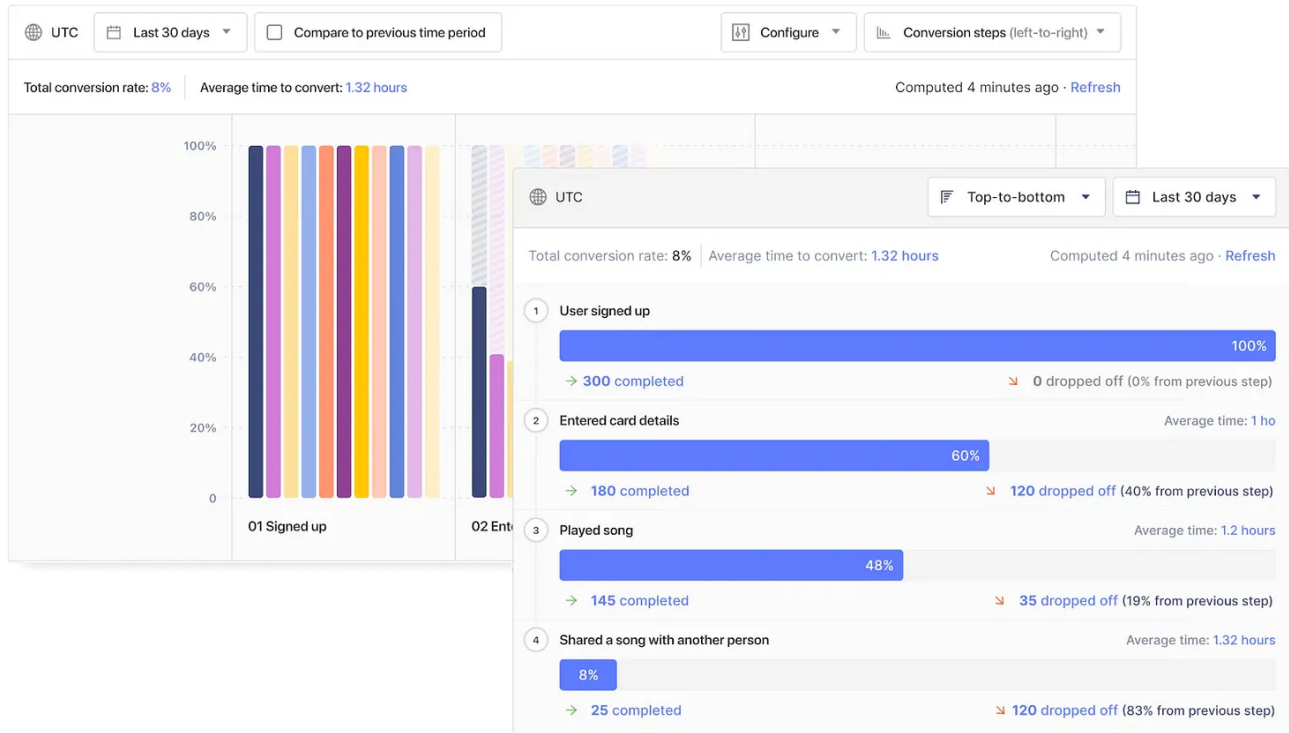 UTC
Last 30 days
Compare to previous time period
Configure
Conversion steps (left-to-right)
Total conversion rate: 8%
Average time to convert: 1.32 hours
Computed 4 minutes ago · Refresh
100%
80%
60%
40%
20%
0
01 Signed up
02 Ent
UTC
Top-to-bottom
Last 30 days
Total conversion rate: 8%
Average time to convert: 1.32 hours
Computed 4 minutes ago · Refresh
1
User signed up
100%
300 completed
0 dropped off (0% from previous step)
2
Entered card details
Average time: 1 ho
60%
180 completed
120 dropped off (40% from previous step)
3
Played song
Average time: 1.2 hours
48%
145 completed
35 dropped off (19% from previous step)
4
Shared a song with another person
Average time: 1.32 hours
8%
25 completed
120 dropped off (83% from previous step)